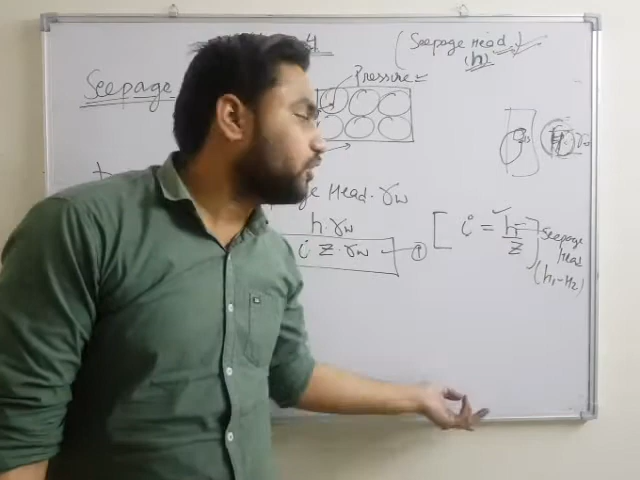 (Seepage Head.)
(h)
Seepage
Pressure
ge Head · γw
h·γw
i z·γw — ①
[ i = h/z ] Seepage
head
(h1-H2)